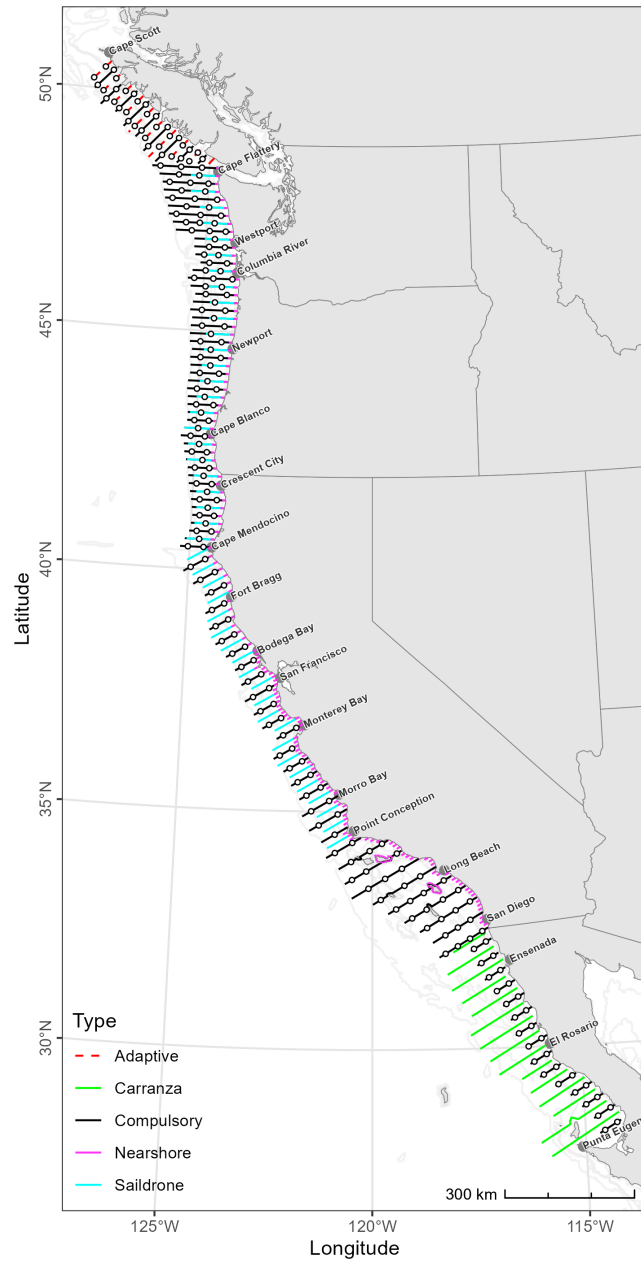 Cape Scott
50°N
Cape Flattery
Westport
Columbia River
45°N
Newport
Cape Blanco
Crescent City
Cape Mendocino
40°N
Fort Bragg
Latitude
Bodega Bay
San Francisco
Monterey Bay
35°N
Morro Bay
Point Conception
Long Beach
San Diego
Ensenada
30°N
El Rosario
Type
Adaptive
Carranza
Compulsory
Nearshore
Saildrone
Punta Eugen
300 km
125°W
120°W
115°W
Longitude